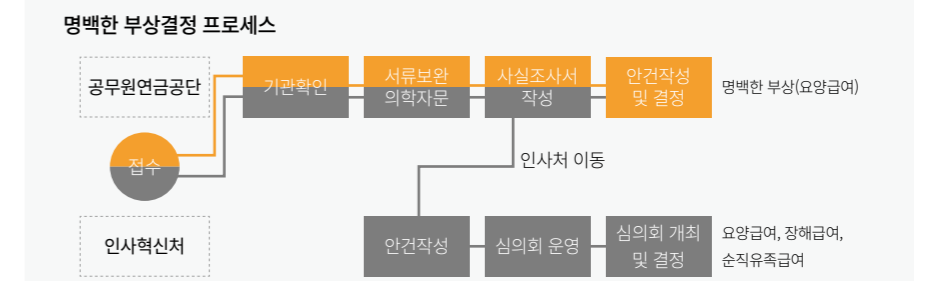 명백한 부상결정 프로세스
공무원연금공단
기관확인
서류보완
의학자문
사실조사서
작성
안건작성
및 결정
명백한 부상(요양급여)
접수
인사처 이동
인사혁신처
안건작성
심의회 운영
심의회 개최
및 결정
요양급여, 장해급여,
순직유족급여